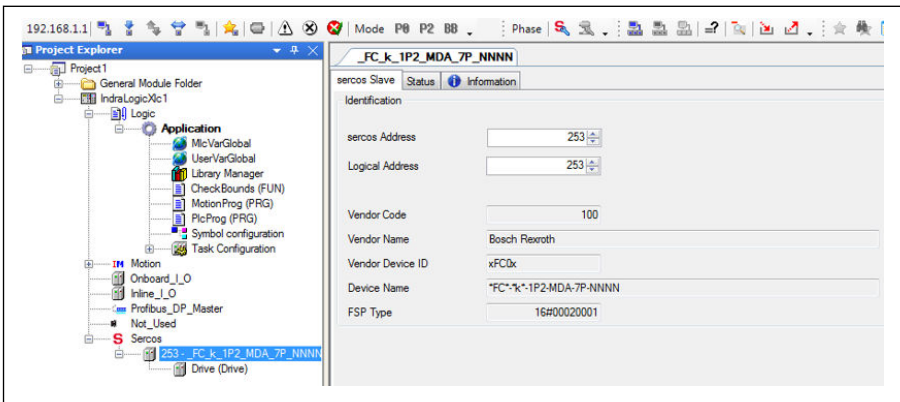 192.168.1.1 Mode P0 P2 BB Phase
Project Explorer
Project1
General Module Folder
IndraLogicXlc1
Logic
Application
MlcVarGlobal
UserVarGlobal
Library Manager
CheckBounds (FUN)
MotionProg (PRG)
PlcProg (PRG)
Symbol configuration
Task Configuration
IM Motion
Onboard_I_O
Inline_I_O
Profibus_DP_Master
Not_Used
S Sercos
253 - _FC_k_1P2_MDA_7P_NNNN
Drive (Drive)
_FC_k_1P2_MDA_7P_NNNN
sercos Slave Status Information
Identification
sercos Address 253
Logical Address 253
Vendor Code 100
Vendor Name Bosch Rexroth
Vendor Device ID xFC0x
Device Name *FC*-*k*-1P2-MDA-7P-NNNN
FSP Type 16#00020001